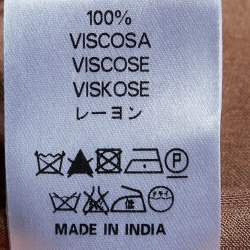 100%
VISCOSA
VISCOSE
VISKOSE
レーヨン
P
MADE IN INDIA